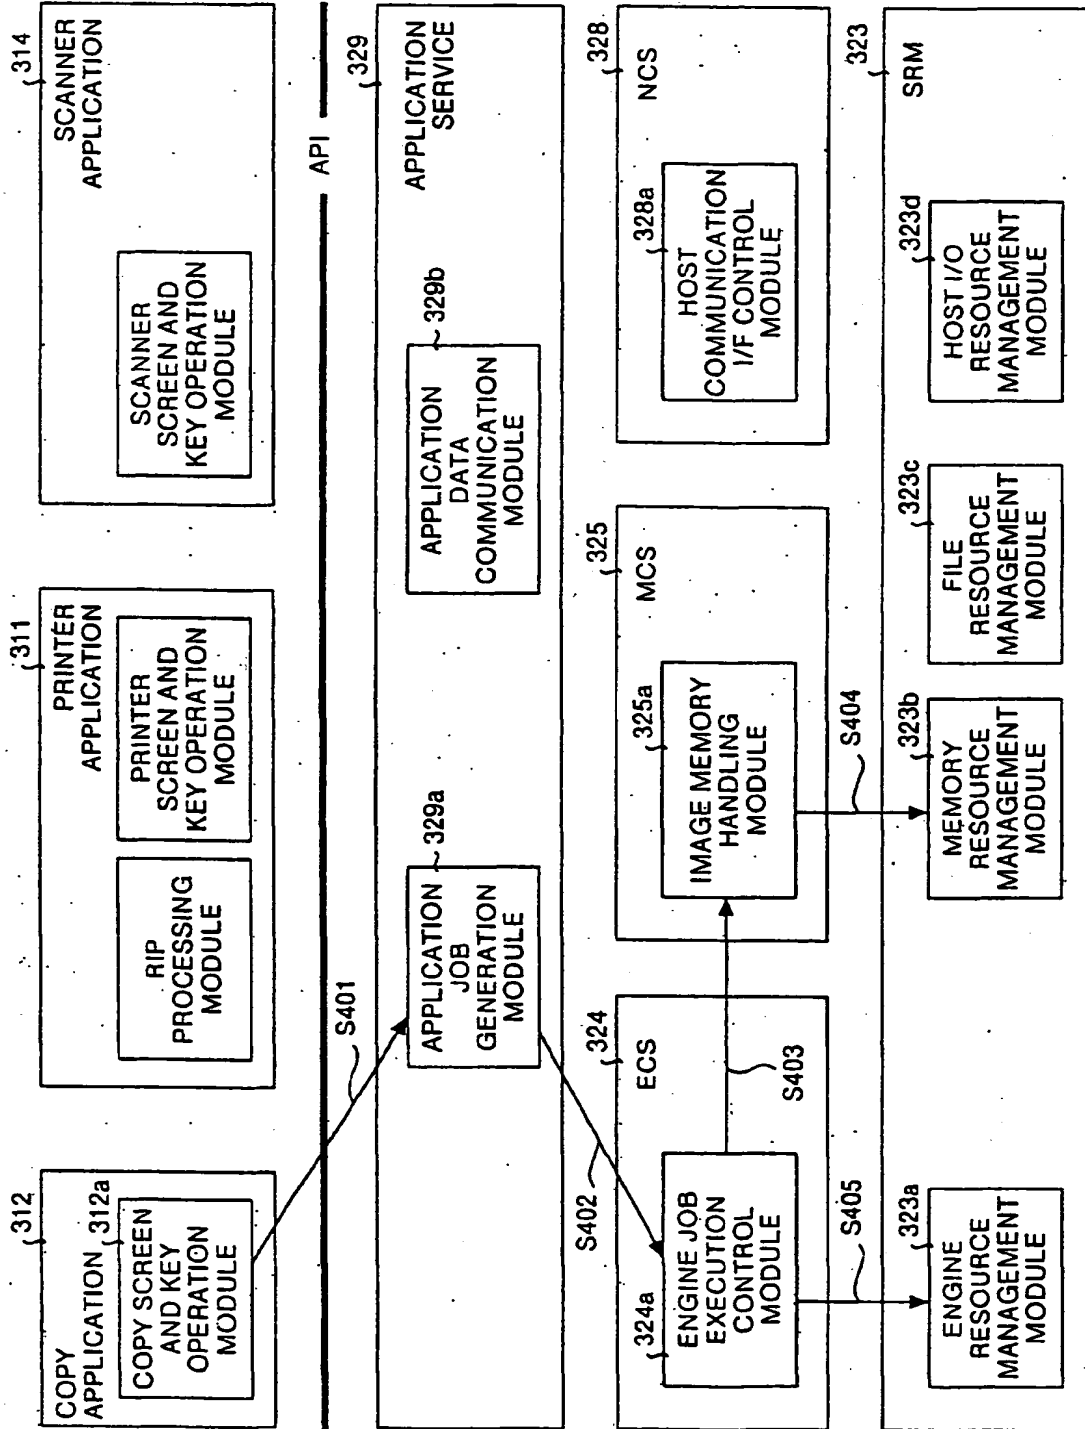 312
COPY
APPLICATION
312a
COPY SCREEN
AND KEY
OPERATION
MODULE
311
PRINTER
APPLICATION
RIP
PROCESSING
MODULE
PRINTER
SCREEN AND
KEY OPERATION
MODULE
314
SCANNER
APPLICATION
SCANNER
SCREEN AND
KEY OPERATION
MODULE
API
S401
329
APPLICATION
SERVICE
329a
APPLICATION
JOB
GENERATION
MODULE
329b
APPLICATION
DATA
COMMUNICATION
MODULE
S402
324
ECS
324a
ENGINE JOB
EXECUTION
CONTROL
MODULE
S403
325
MCS
325a
IMAGE MEMORY
HANDLING
MODULE
328
NCS
328a
HOST
COMMUNICATION
I/F CONTROL
MODULE
S405
S404
323
SRM
323a
ENGINE
RESOURCE
MANAGEMENT
MODULE
323b
MEMORY
RESOURCE
MANAGEMENT
MODULE
323c
FILE
RESOURCE
MANAGEMENT
MODULE
323d
HOST I/O
RESOURCE
MANAGEMENT
MODULE